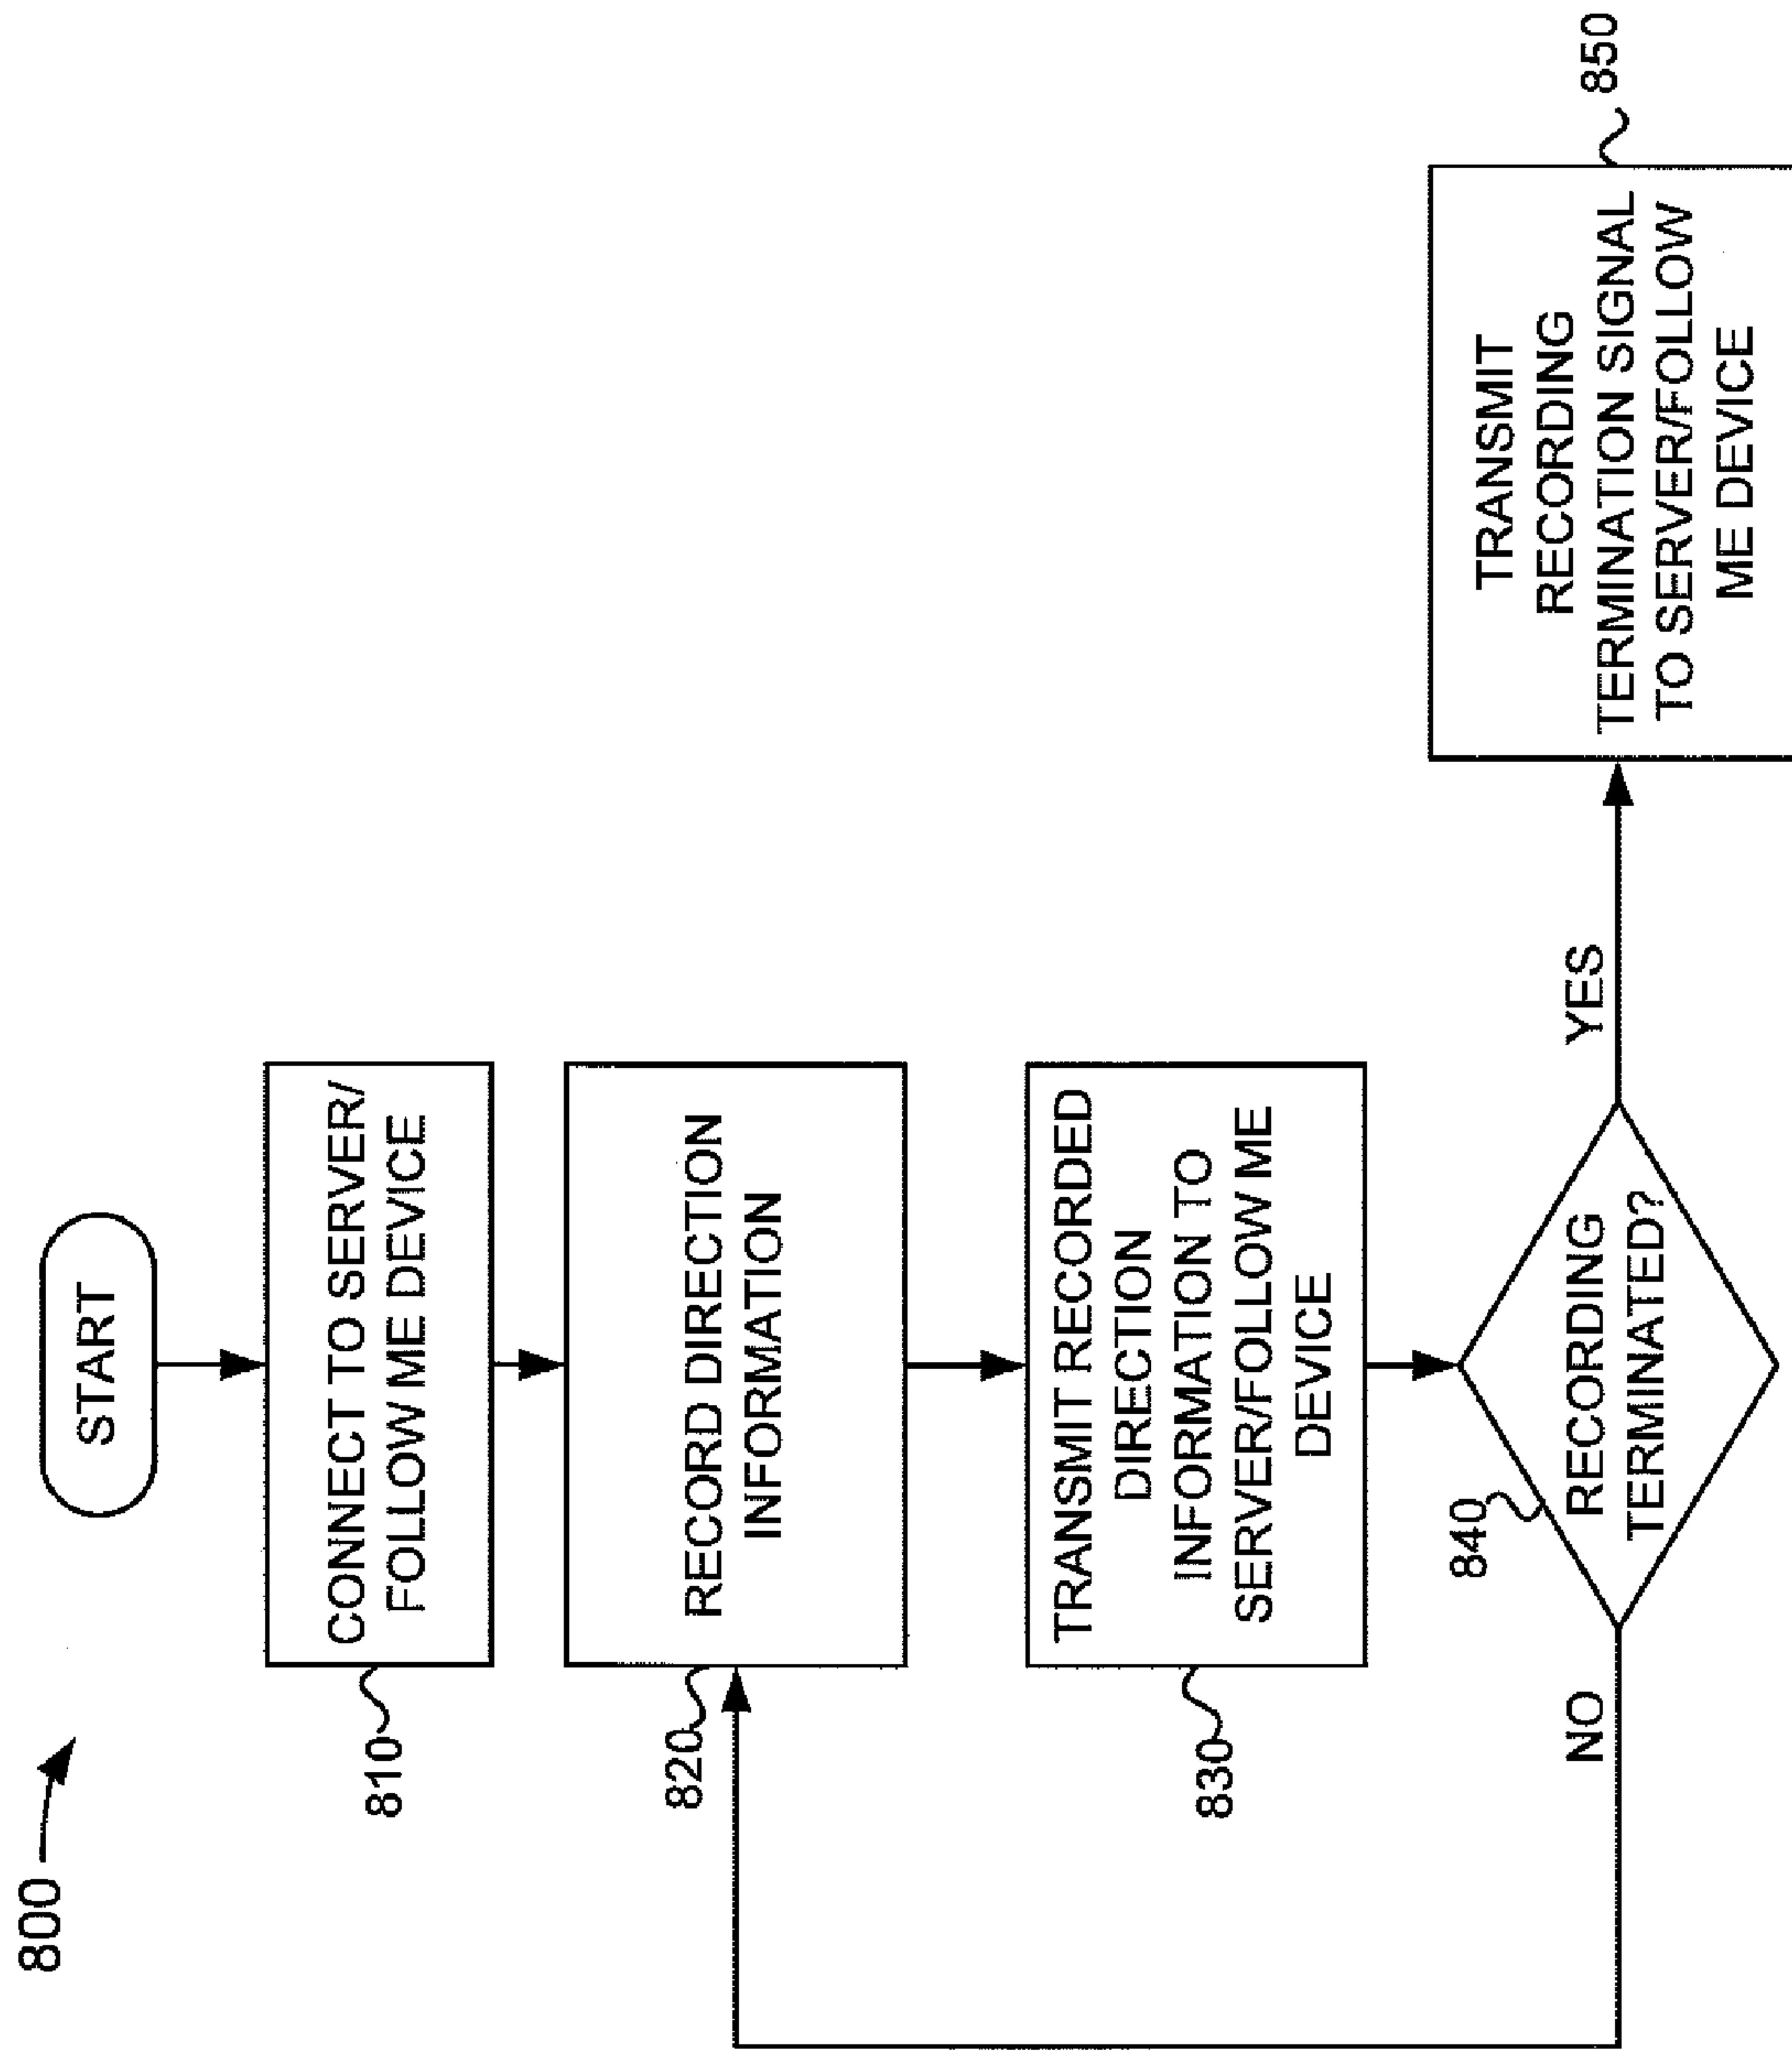 800
START
CONNECT TO SERVER/
FOLLOW ME DEVICE
810
RECORD DIRECTION
INFORMATION
820
TRANSMIT RECORDED
DIRECTION
INFORMATION TO
SERVER/FOLLOW ME
DEVICE
830
840
RECORDING
TERMINATED?
NO
YES
TRANSMIT
RECORDING
TERMINATION SIGNAL
TO SERVER/FOLLOW
ME DEVICE
850